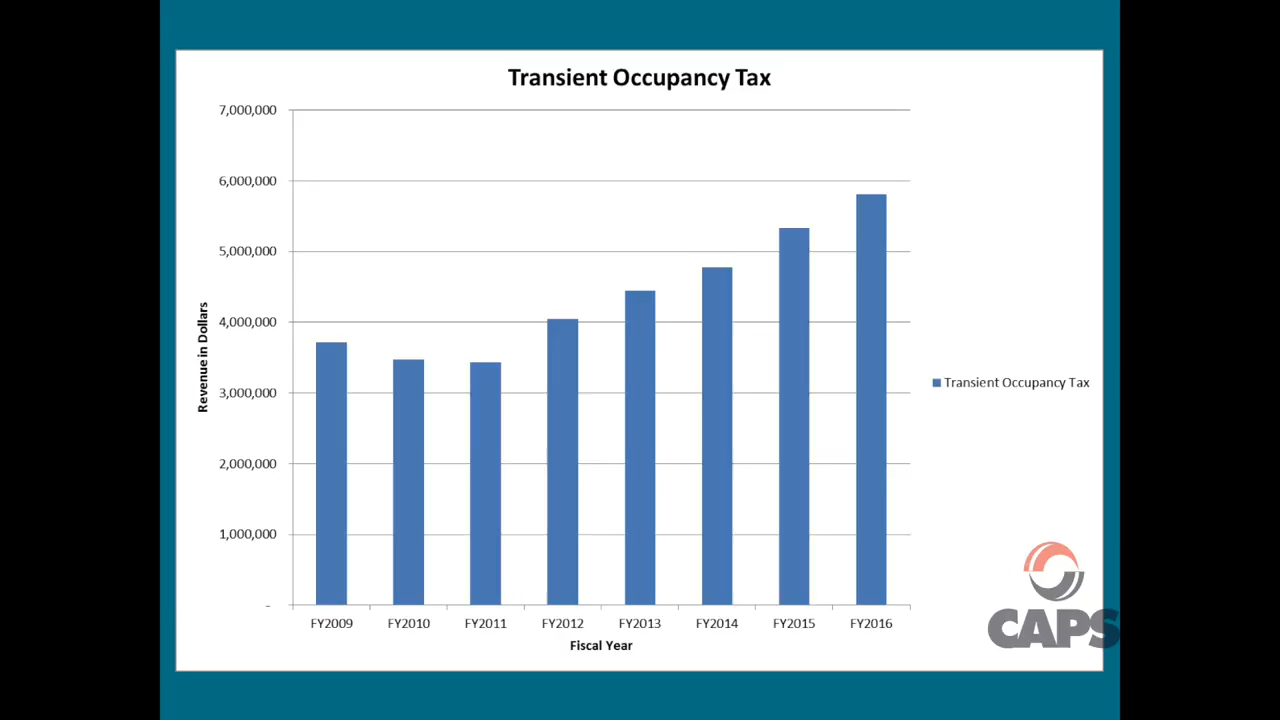 Transient Occupancy Tax
7,000,000
6,000,000
5,000,000
4,000,000
3,000,000
2,000,000
1,000,000
-
Revenue in Dollars
FY2009 FY2010 FY2011 FY2012 FY2013 FY2014 FY2015 FY2016
Fiscal Year
Transient Occupancy Tax
CAPS